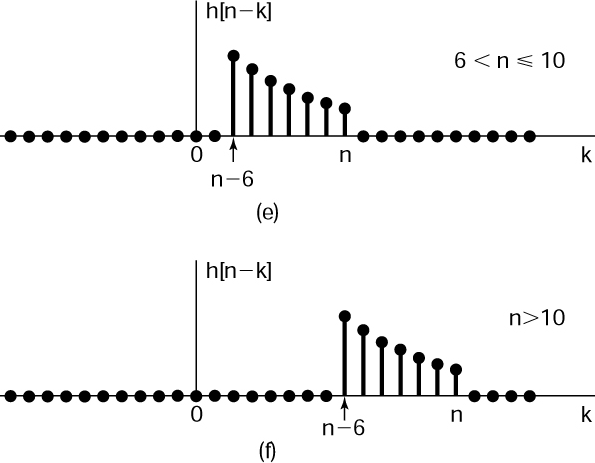 h[n−k]
6 < n ⩽ 10
0 n k
n−6
(e)
h[n−k]
n>10
0 n k
n−6
(f)